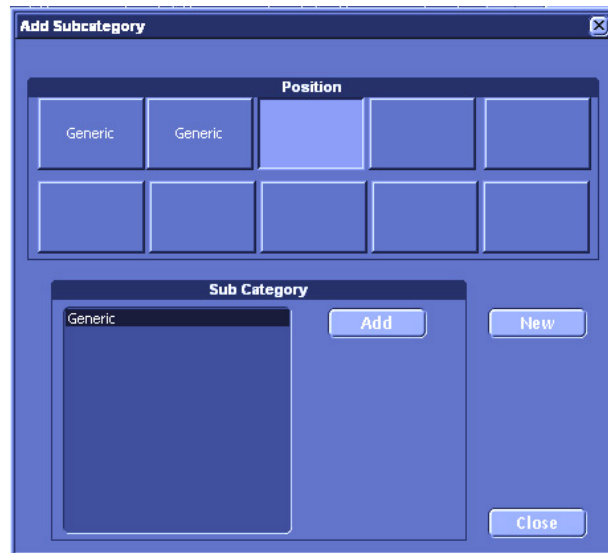 Add Subcategory
Position
Generic Generic
Sub Category
Generic
Add
New
Close